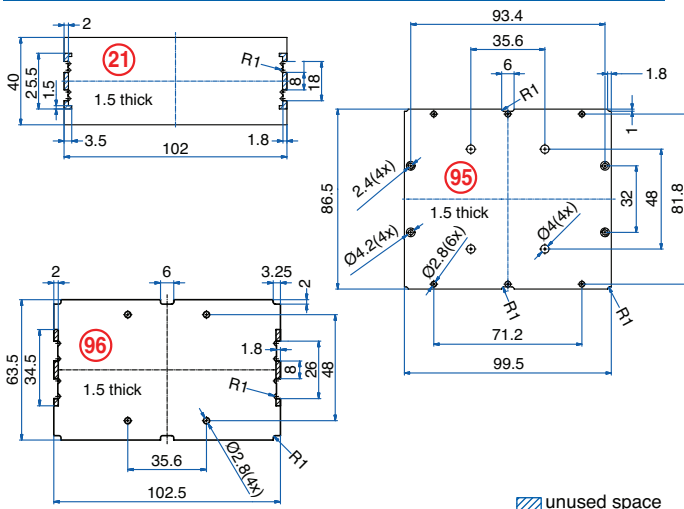 2
21
R1
40
25.5
1.5
1.5 thick
8
18
3.5
1.8
102
93.4
35.6
6
1.8
R1
1
95
1.5 thick
86.5
2.4(4x)
Ø4.2(4x)
Ø2.8(6x)
Ø4(4x)
32
48
81.8
R1
R1
71.2
99.5
2
6
3.25
2
96
1.5 thick
63.5
34.5
1.8
8
26
48
R1
R1
Ø2.8(4x)
35.6
102.5
unused space